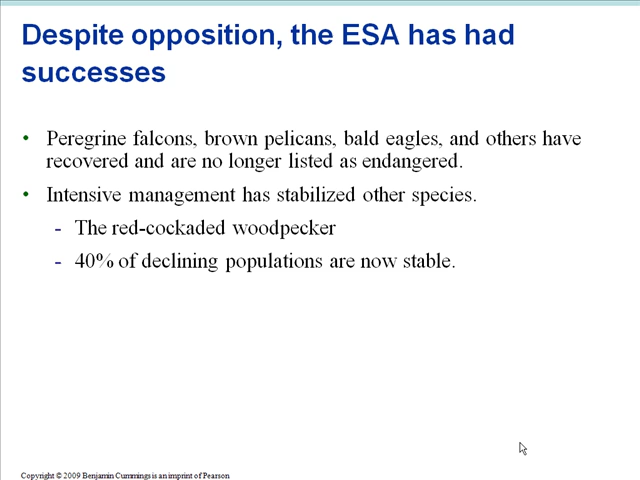 Despite opposition, the ESA has had
successes
• Peregrine falcons, brown pelicans, bald eagles, and others have
recovered and are no longer listed as endangered.
• Intensive management has stabilized other species.
- The red-cockaded woodpecker
- 40% of declining populations are now stable.
Copyright © 2009 Benjamin Cummings is an imprint of Pearson